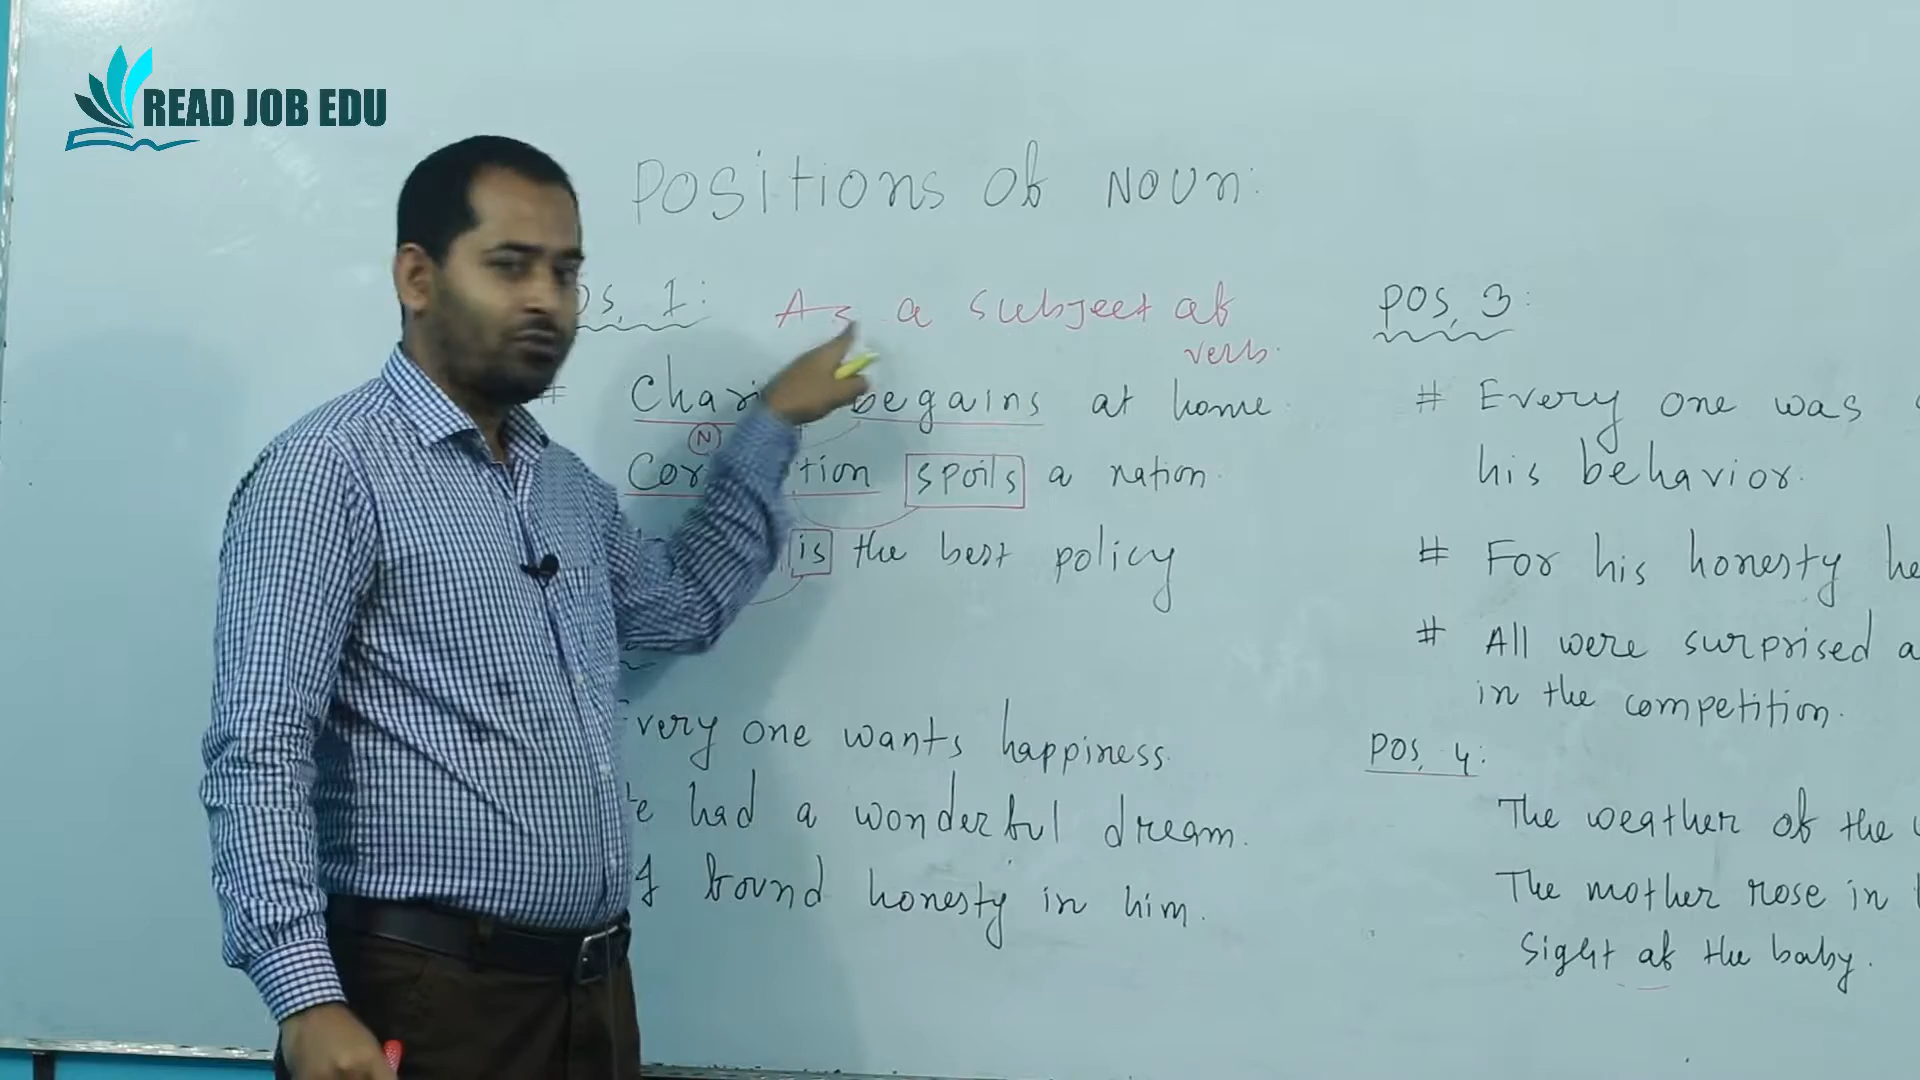 READ JOB EDU
POSITIONS Of NOUN:
1:
As a subject of
verb.
# begains at home
N
spoils a nation.
is the best policy
very one wants happiness.
had a wonderful dream.
I found honesty in him.
POS, 3:
# Every one was
his behavior.
# For his honesty he
# All were surprised a
in the competition.
POS, 4:
The weather of the
The mother rose in
Sight of the baby.